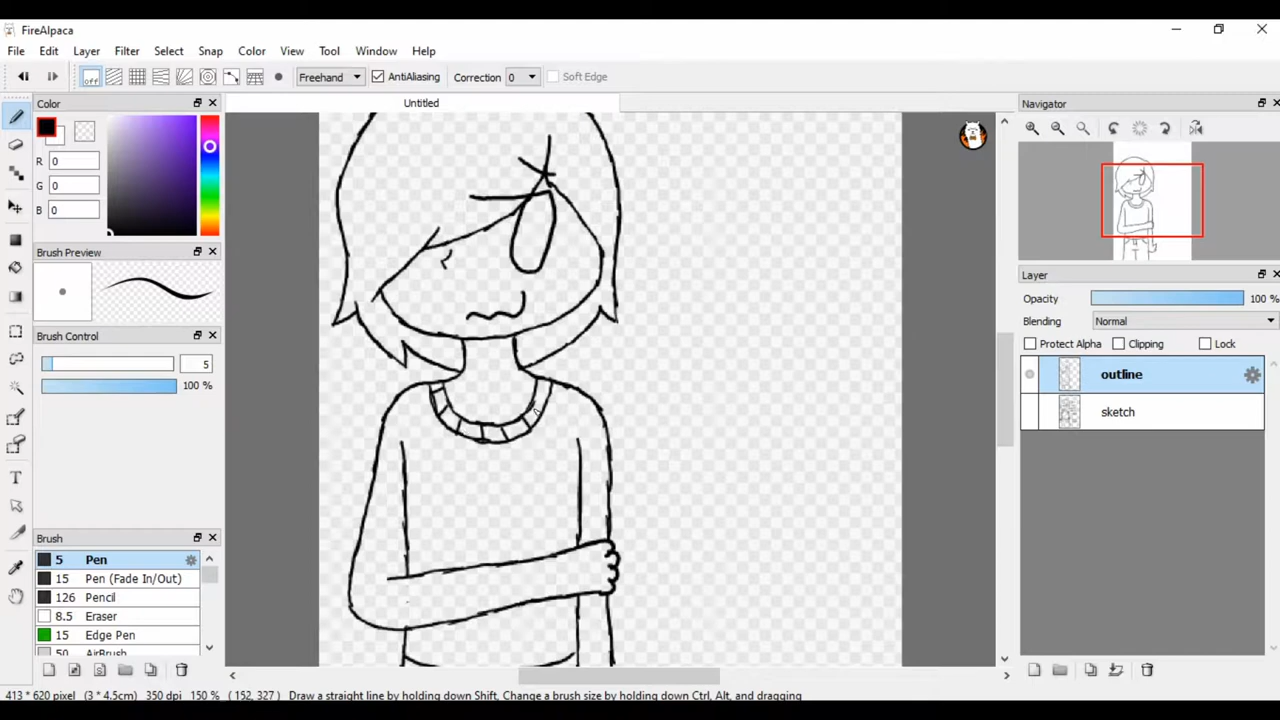 FireAlpaca
File Edit Layer Filter Select Snap Color View Tool Window Help
off Freehand AntiAliasing Correction 0 Soft Edge
Untitled
Color
R 0
G 0
B 0
Brush Preview
Brush Control
5
100 %
Brush
5 Pen
15 Pen (Fade In/Out)
126 Pencil
8.5 Eraser
15 Edge Pen
50 AirBrush
Navigator
Layer
Opacity 100 %
Blending Normal
Protect Alpha Clipping Lock
outline
sketch
413 * 620 pixel (3 * 4.5cm) 350 dpi 150 % ( 152, 327 ) Draw a straight line by holding down Shift, Change a brush size by holding down Ctrl, Alt, and dragging